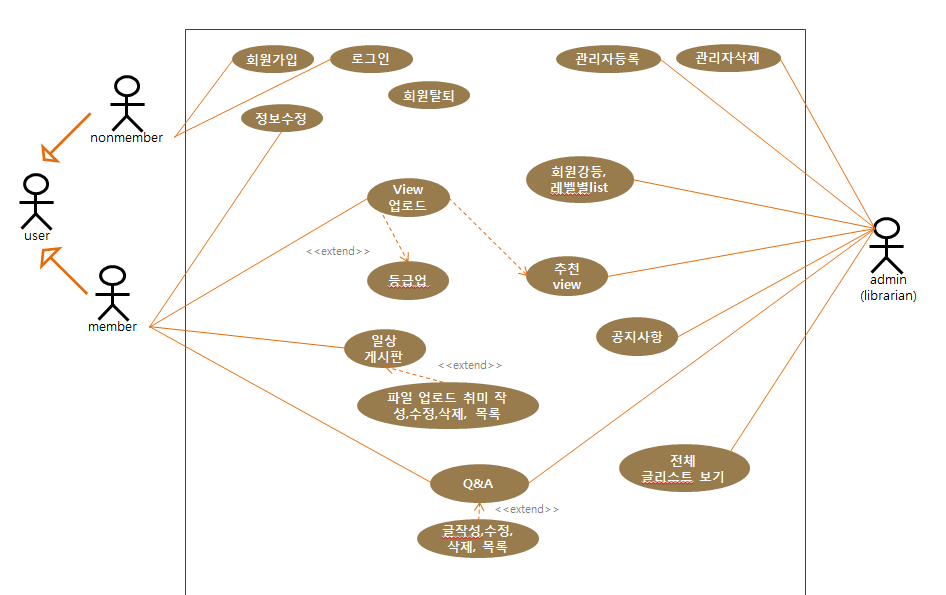 회원가입
로그인
관리자등록
관리자삭제
회원탈퇴
정보수정
nonmember
user
member
View
업로드
<<extend>>
등급업
회원강등,
레벨별list
추천
view
admin
(librarian)
공지사항
일상
게시판
<<extend>>
파일 업로드 취미 작
성,수정,삭제, 목록
전체
글리스트 보기
Q&A
<<extend>>
글작성,수정,
삭제, 목록